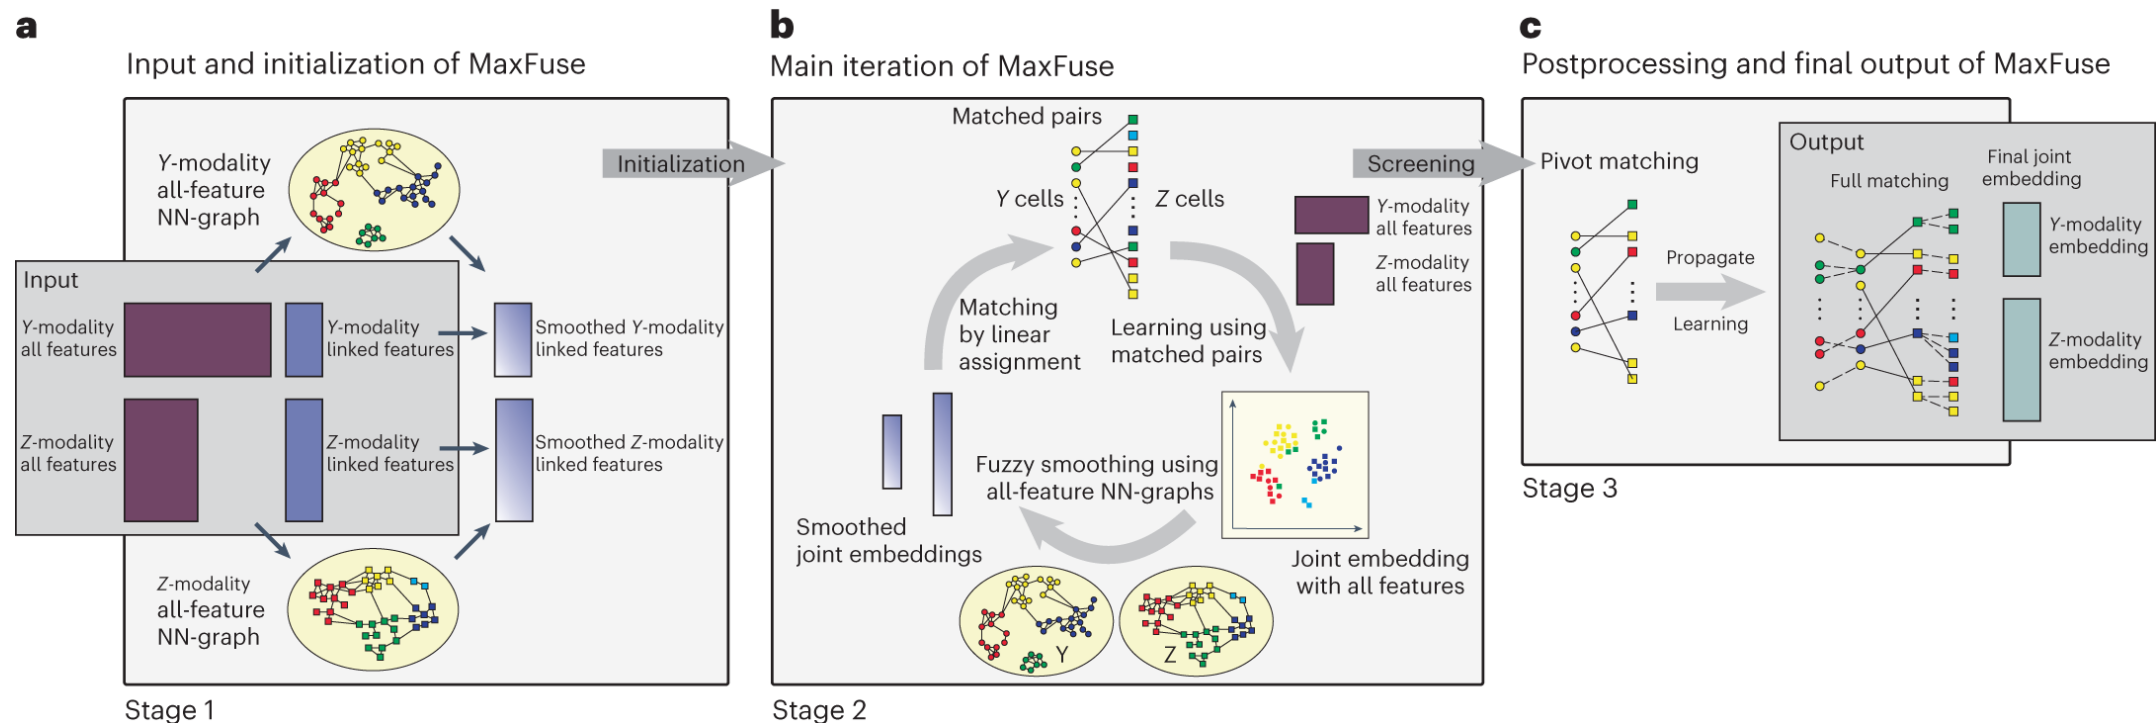 a
Input and initialization of MaxFuse
Y-modality
all-feature
NN-graph
Input
Y-modality
all features
Y-modality
linked features
Smoothed Y-modality
linked features
Z-modality
all features
Z-modality
linked features
Smoothed Z-modality
linked features
Z-modality
all-feature
NN-graph
Stage 1
Initialization
b
Main iteration of MaxFuse
Matched pairs
Y cells
Z cells
Y-modality
all features
Z-modality
all features
Matching
by linear
assignment
Learning using
matched pairs
Fuzzy smoothing using
all-feature NN-graphs
Smoothed
joint embeddings
Joint embedding
with all features
Y
Z
Stage 2
Screening
c
Postprocessing and final output of MaxFuse
Pivot matching
Propagate
Learning
Output
Full matching
Final joint
embedding
Y-modality
embedding
Z-modality
embedding
Stage 3